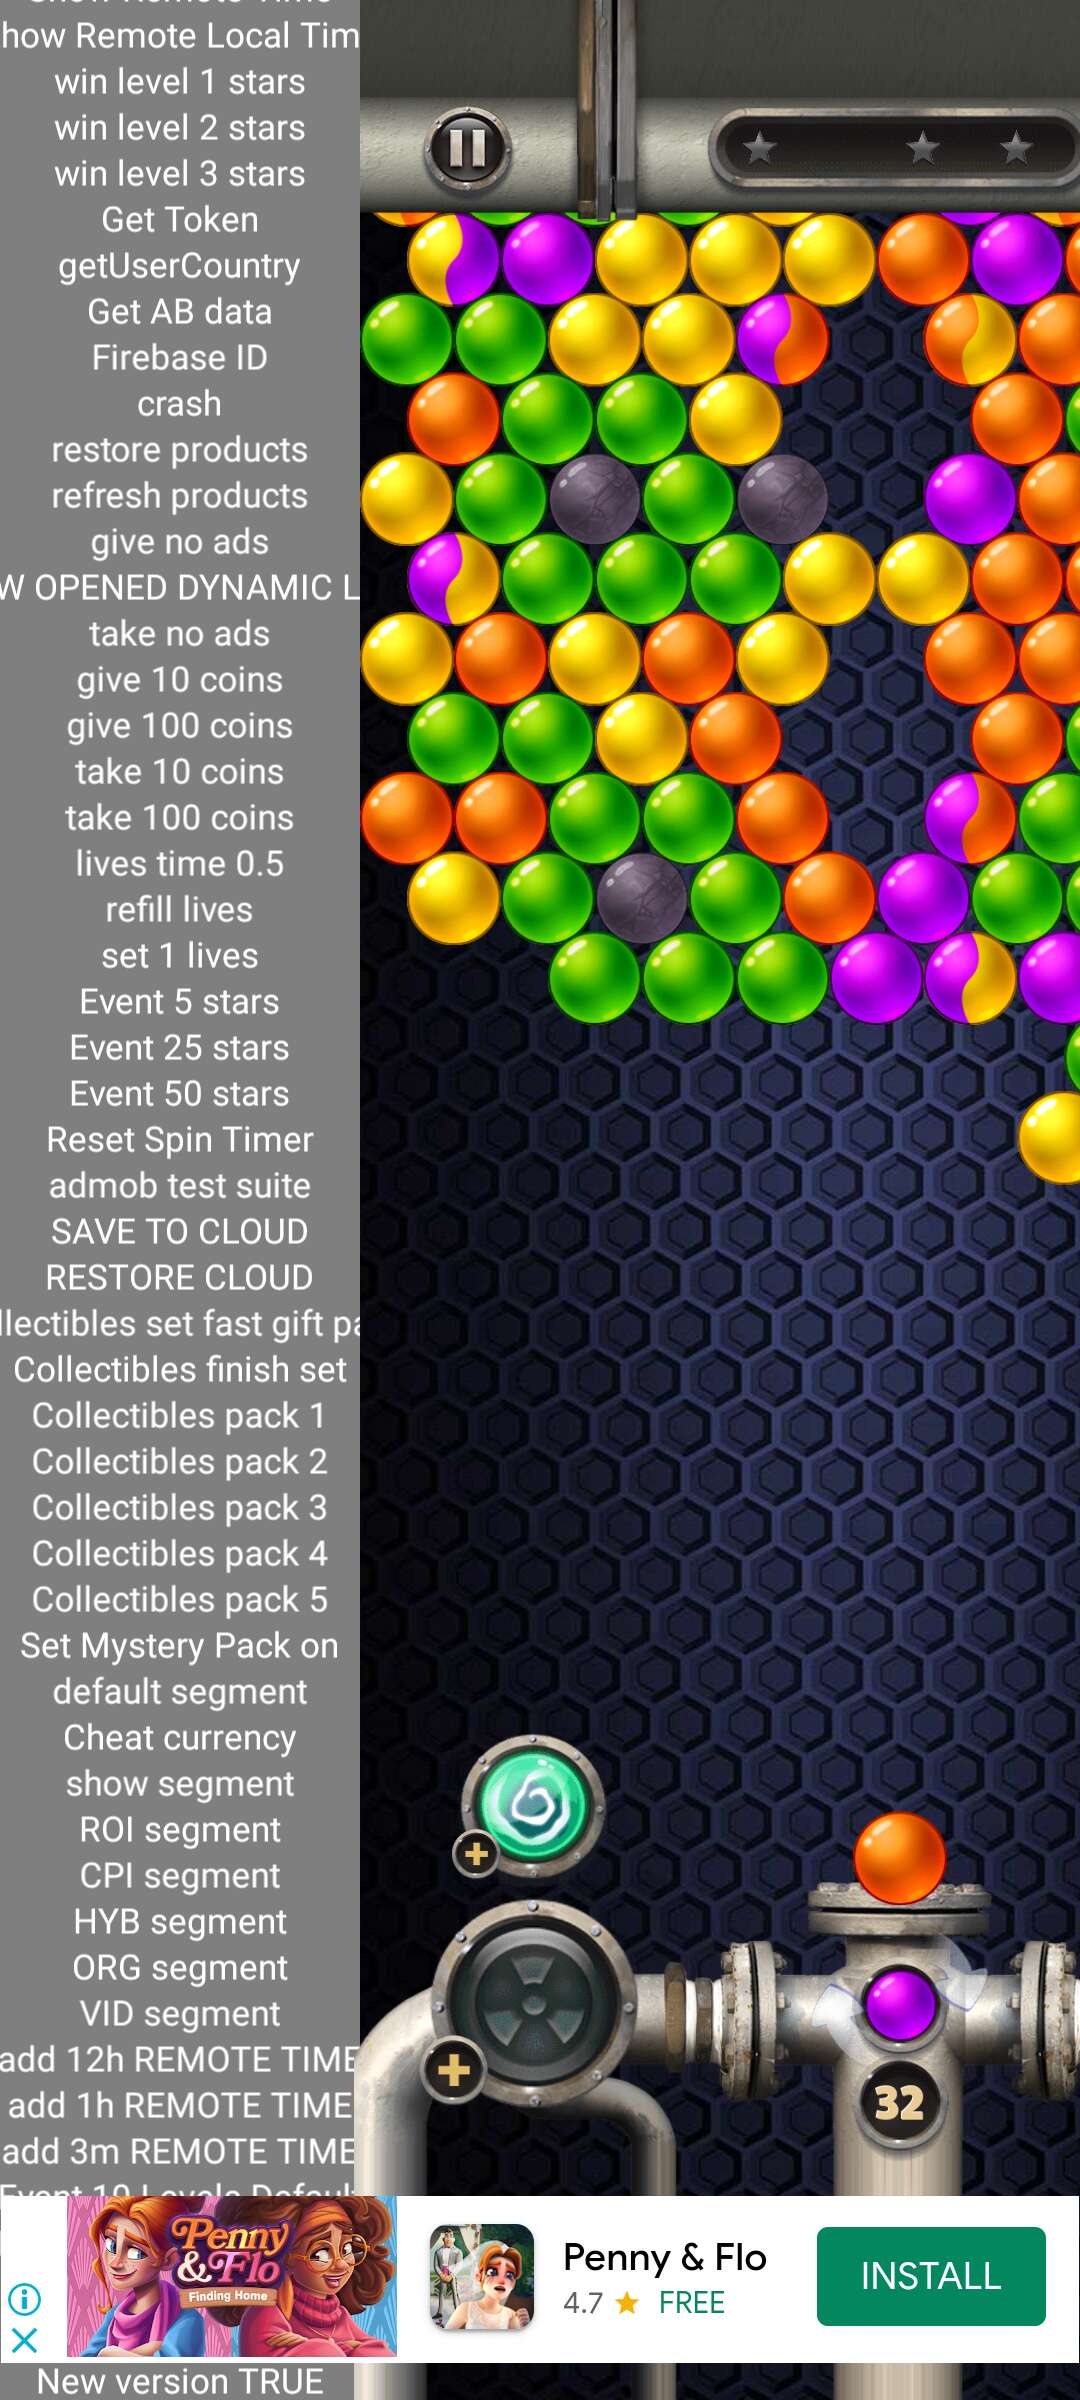 how Remote Local Tim
win level 1 stars
win level 2 stars
win level 3 stars
Get Token
getUserCountry
Get AB data
Firebase ID
crash
restore products
refresh products
give no ads
W OPENED DYNAMIC L
take no ads
give 10 coins
give 100 coins
take 10 coins
take 100 coins
lives time 0.5
refill lives
set 1 lives
Event 5 stars
Event 25 stars
Event 50 stars
Reset Spin Timer
admob test suite
SAVE TO CLOUD
RESTORE CLOUD
llectibles set fast gift pa
Collectibles finish set
Collectibles pack 1
Collectibles pack 2
Collectibles pack 3
Collectibles pack 4
Collectibles pack 5
Set Mystery Pack on
default segment
Cheat currency
show segment
ROI segment
CPI segment
HYB segment
ORG segment
VID segment
add 12h REMOTE TIME
add 1h REMOTE TIME
add 3m REMOTE TIME
32
Penny
& Flo
Finding Home
Penny & Flo
4.7 ★ FREE
INSTALL
New version TRUE